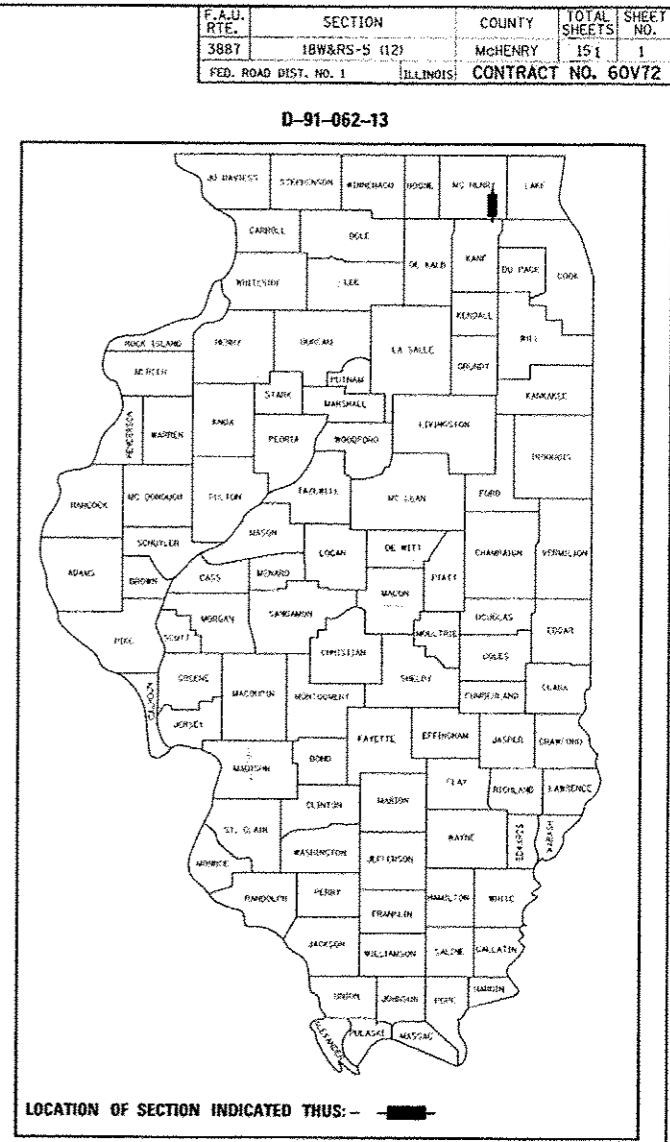 F.A.U. RTE. SECTION COUNTY TOTAL SHEETS SHEET NO.
3887 18W&RS-5 (12) McHENRY 151 1
FED. ROAD DIST. NO. 1 ILLINOIS CONTRACT NO. 60V72
D-91-062-13
JO DAVIESS STEPHENSON WINNEBAGO BOONE MC HENRY LAKE
CARROLL OGLE DE KALB KANE DU PAGE COOK
WHITESIDE LEE
KENDALL WILL
ROCK ISLAND HENRY BUREAU LA SALLE GRUNDY
MERCER PUTNAM
STARK MARSHALL KANKAKEE
HENDERSON WARREN KNOX PEORIA WOODFORD LIVINGSTON IROQUOIS
HANCOCK MC DONOUGH FULTON TAZEWELL MC LEAN FORD
MASON
SCHUYLER LOGAN DE WITT CHAMPAIGN VERMILION
ADAMS BROWN CASS MENARD MACON PIATT
PIKE SCOTT MORGAN SANGAMON MOULTRIE DOUGLAS EDGAR
CHRISTIAN COLES
CALHOUN GREENE MACOUPIN MONTGOMERY SHELBY CUMBERLAND CLARK
JERSEY FAYETTE EFFINGHAM JASPER CRAWFORD
MADISON BOND
CLAY RICHLAND LAWRENCE
CLINTON MARION
ST. CLAIR WAYNE EDWARDS WABASH
MONROE WASHINGTON JEFFERSON
RANDOLPH PERRY HAMILTON WHITE
FRANKLIN
JACKSON WILLIAMSON SALINE GALLATIN
UNION JOHNSON POPE HARDIN
ALEXANDER PULASKI MASSAC
LOCATION OF SECTION INDICATED THUS: -